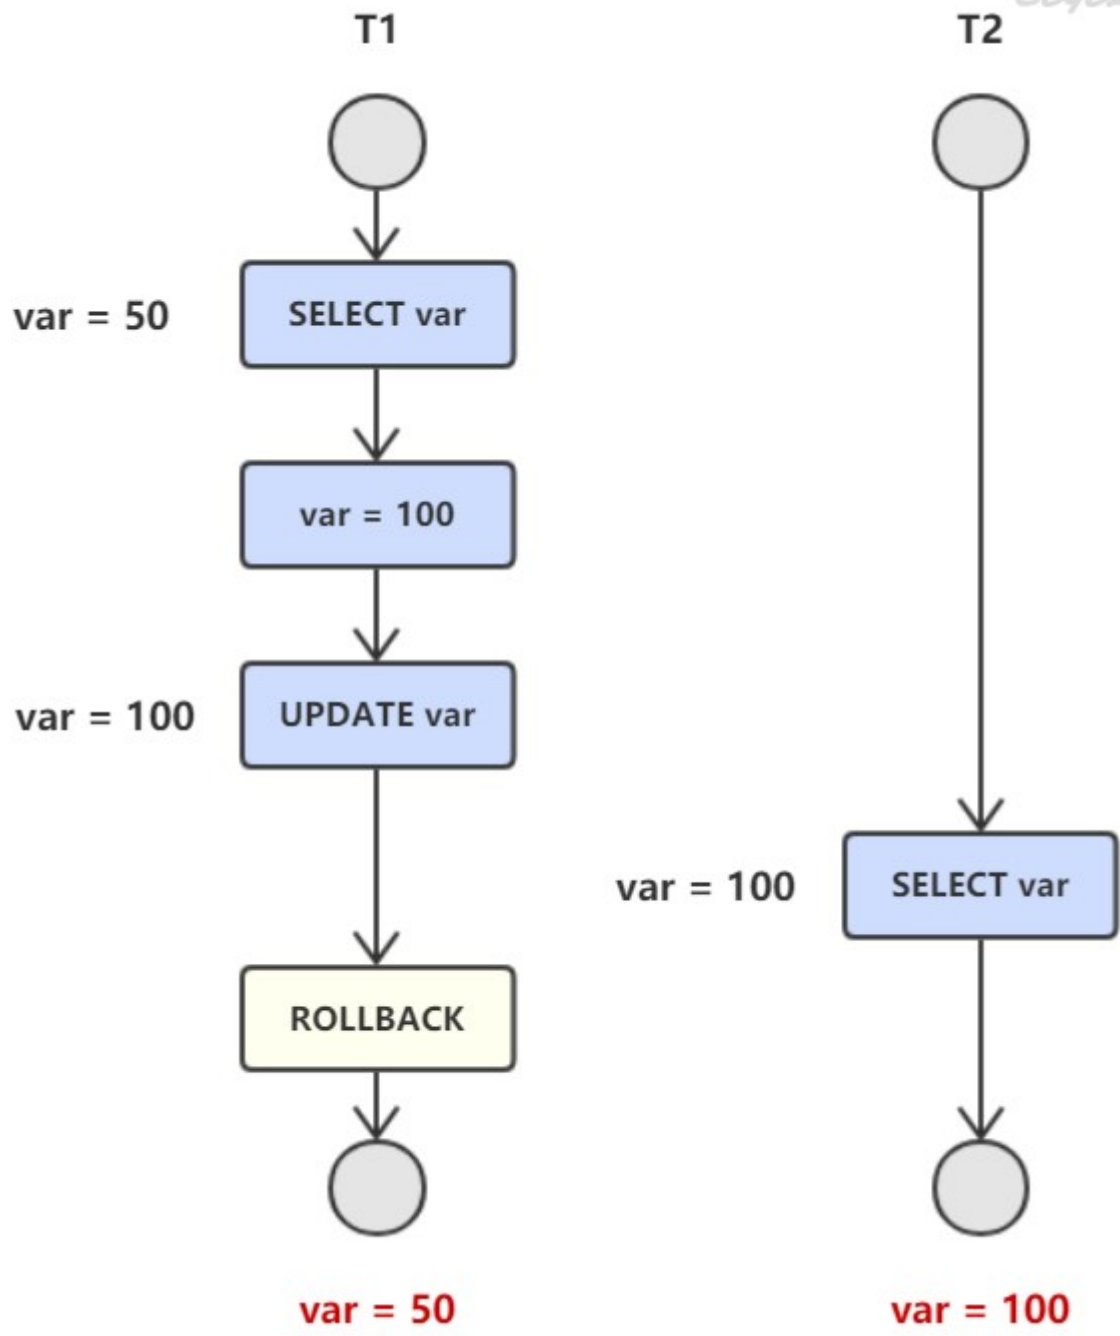 T1 T2
var = 50 SELECT var
var = 100
var = 100 UPDATE var
var = 100 SELECT var
ROLLBACK
var = 50 var = 100